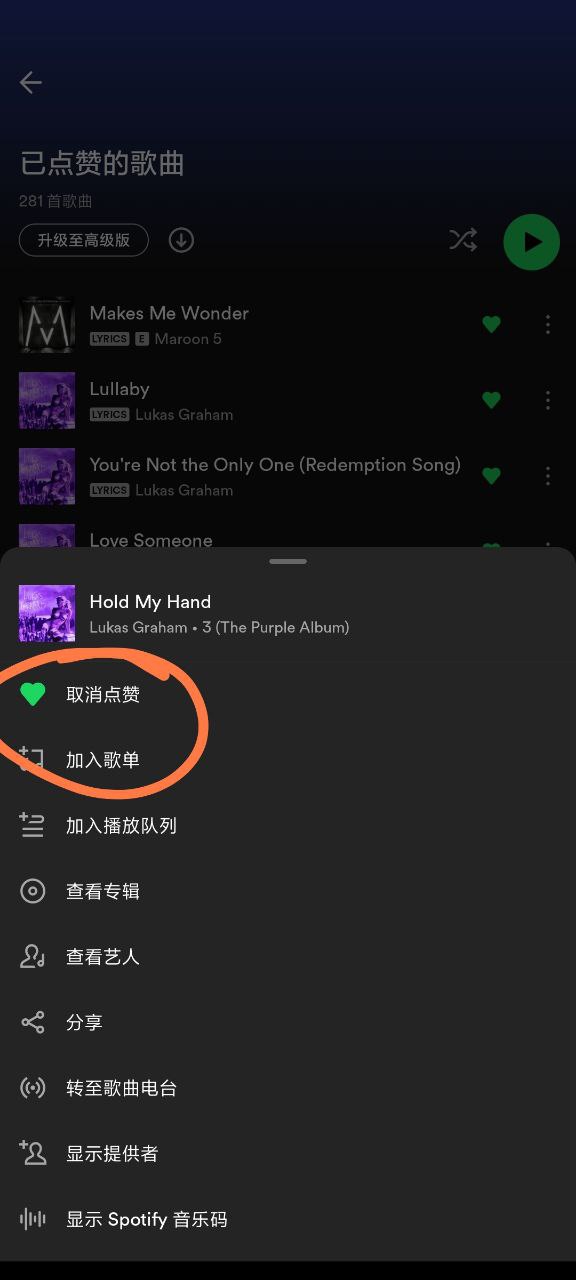 已点赞的歌曲
281 首歌曲
升级至高级版
Makes Me Wonder
LYRICS E Maroon 5
Lullaby
LYRICS Lukas Graham
You're Not the Only One (Redemption Song)
LYRICS Lukas Graham
Love Someone
Hold My Hand
Lukas Graham • 3 (The Purple Album)
取消点赞
加入歌单
加入播放队列
查看专辑
查看艺人
分享
转至歌曲电台
显示提供者
显示 Spotify 音乐码